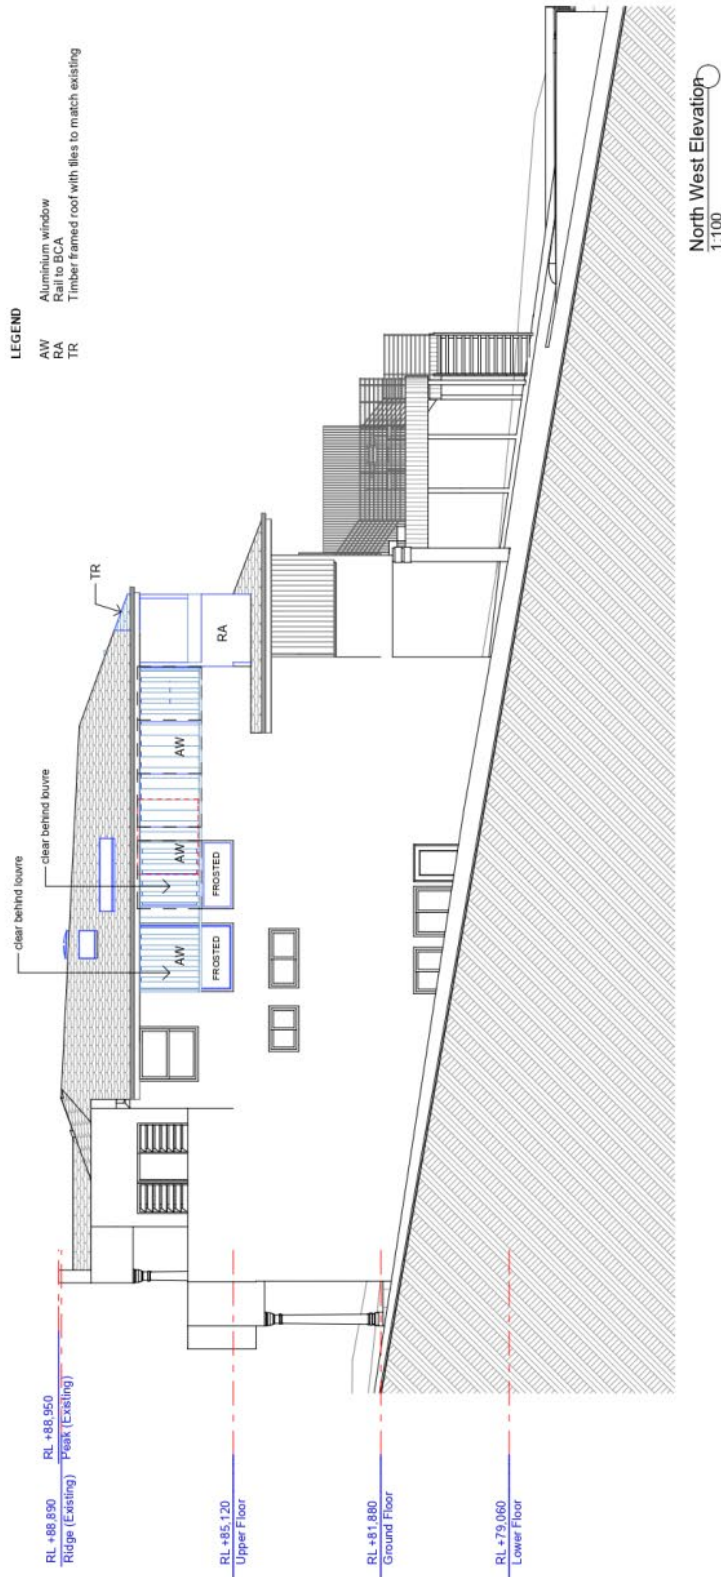 LEGEND
AW Aluminium window
RA Rail to BCA
TR Timber framed roof with tiles to match existing
clear behind louvre
clear behind louvre
TR
RA
AW
AW
AW
FROSTED
FROSTED
RL +88,890
Ridge (Existing)
RL +88,950
Peak (Existing)
RL +85,120
Upper Floor
RL +81,880
Ground Floor
RL +79,060
Lower Floor
North West Elevation
1:100